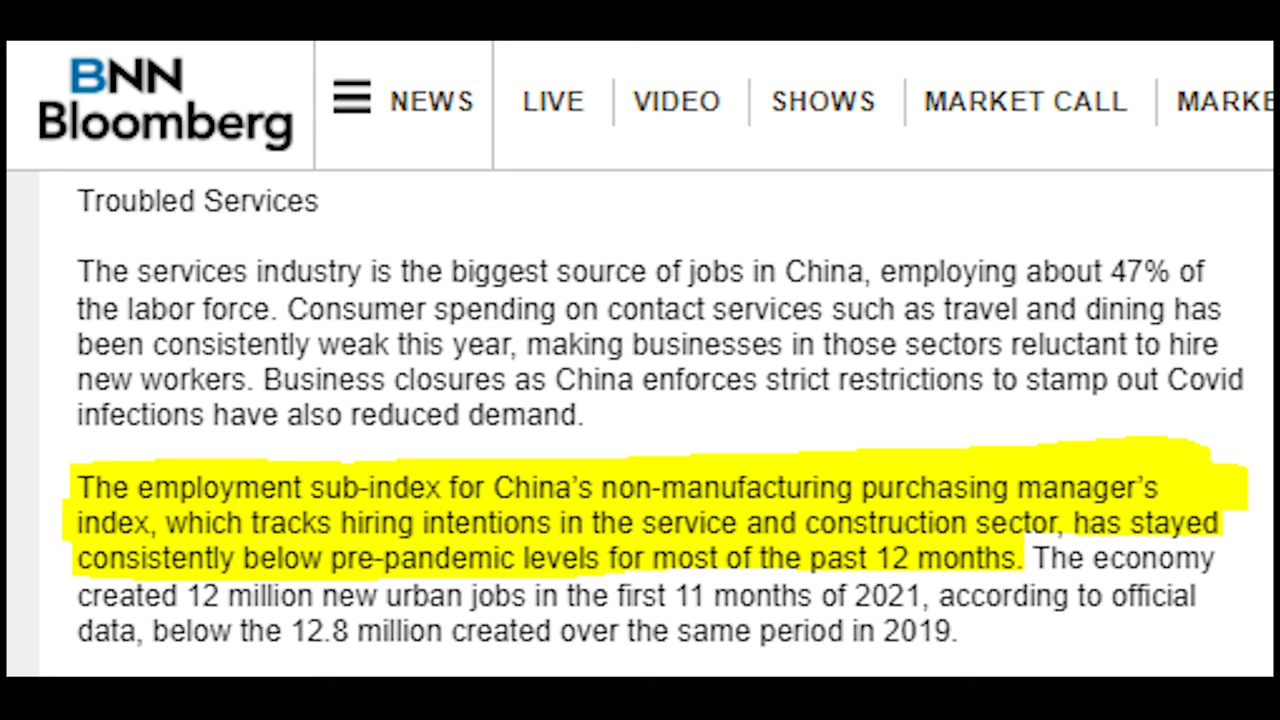 BNN
Bloomberg
NEWS LIVE VIDEO SHOWS MARKET CALL MARKE
Troubled Services
The services industry is the biggest source of jobs in China, employing about 47% of
the labor force. Consumer spending on contact services such as travel and dining has
been consistently weak this year, making businesses in those sectors reluctant to hire
new workers. Business closures as China enforces strict restrictions to stamp out Covid
infections have also reduced demand.
The employment sub-index for China’s non-manufacturing purchasing manager’s
index, which tracks hiring intentions in the service and construction sector, has stayed
consistently below pre-pandemic levels for most of the past 12 months. The economy
created 12 million new urban jobs in the first 11 months of 2021, according to official
data, below the 12.8 million created over the same period in 2019.